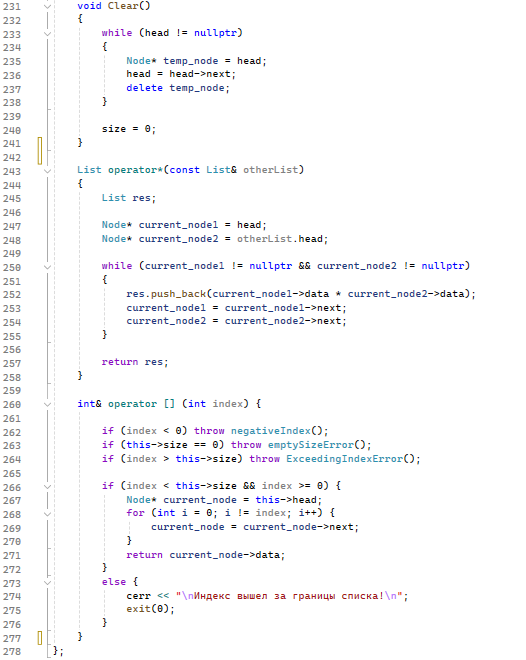 231 void Clear()
232 {
233 while (head != nullptr)
234 {
235 Node* temp_node = head;
236 head = head->next;
237 delete temp_node;
238 }
239
240 size = 0;
241 }
242
243 List operator*(const List& otherList)
244 {
245 List res;
246
247 Node* current_node1 = head;
248 Node* current_node2 = otherList.head;
249
250 while (current_node1 != nullptr && current_node2 != nullptr)
251 {
252 res.push_back(current_node1->data * current_node2->data);
253 current_node1 = current_node1->next;
254 current_node2 = current_node2->next;
255 }
256
257 return res;
258 }
259
260 int& operator [] (int index) {
261
262 if (index < 0) throw negativeIndex();
263 if (this->size == 0) throw emptySizeError();
264 if (index > this->size) throw ExceedingIndexError();
265
266 if (index < this->size && index >= 0) {
267 Node* current_node = this->head;
268 for (int i = 0; i != index; i++) {
269 current_node = current_node->next;
270 }
271 return current_node->data;
272 }
273 else {
274 cerr << "\nИндекс вышел за границы списка!\n";
275 exit(0);
276 }
277 }
278 };